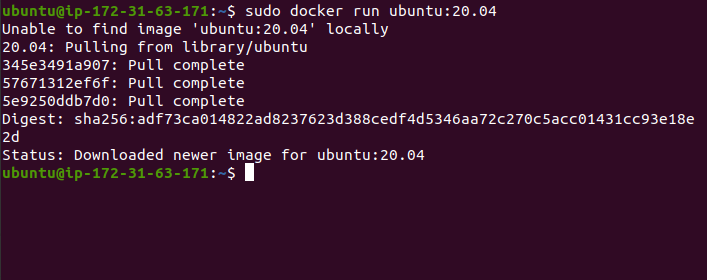 ubuntu@ip-172-31-63-171:~$ sudo docker run ubuntu:20.04
Unable to find image 'ubuntu:20.04' locally
20.04: Pulling from library/ubuntu
345e3491a907: Pull complete
57671312ef6f: Pull complete
5e9250ddb7d0: Pull complete
Digest: sha256:adf73ca014822ad8237623d388cedf4d5346aa72c270c5acc01431cc93e18e
2d
Status: Downloaded newer image for ubuntu:20.04
ubuntu@ip-172-31-63-171:~$